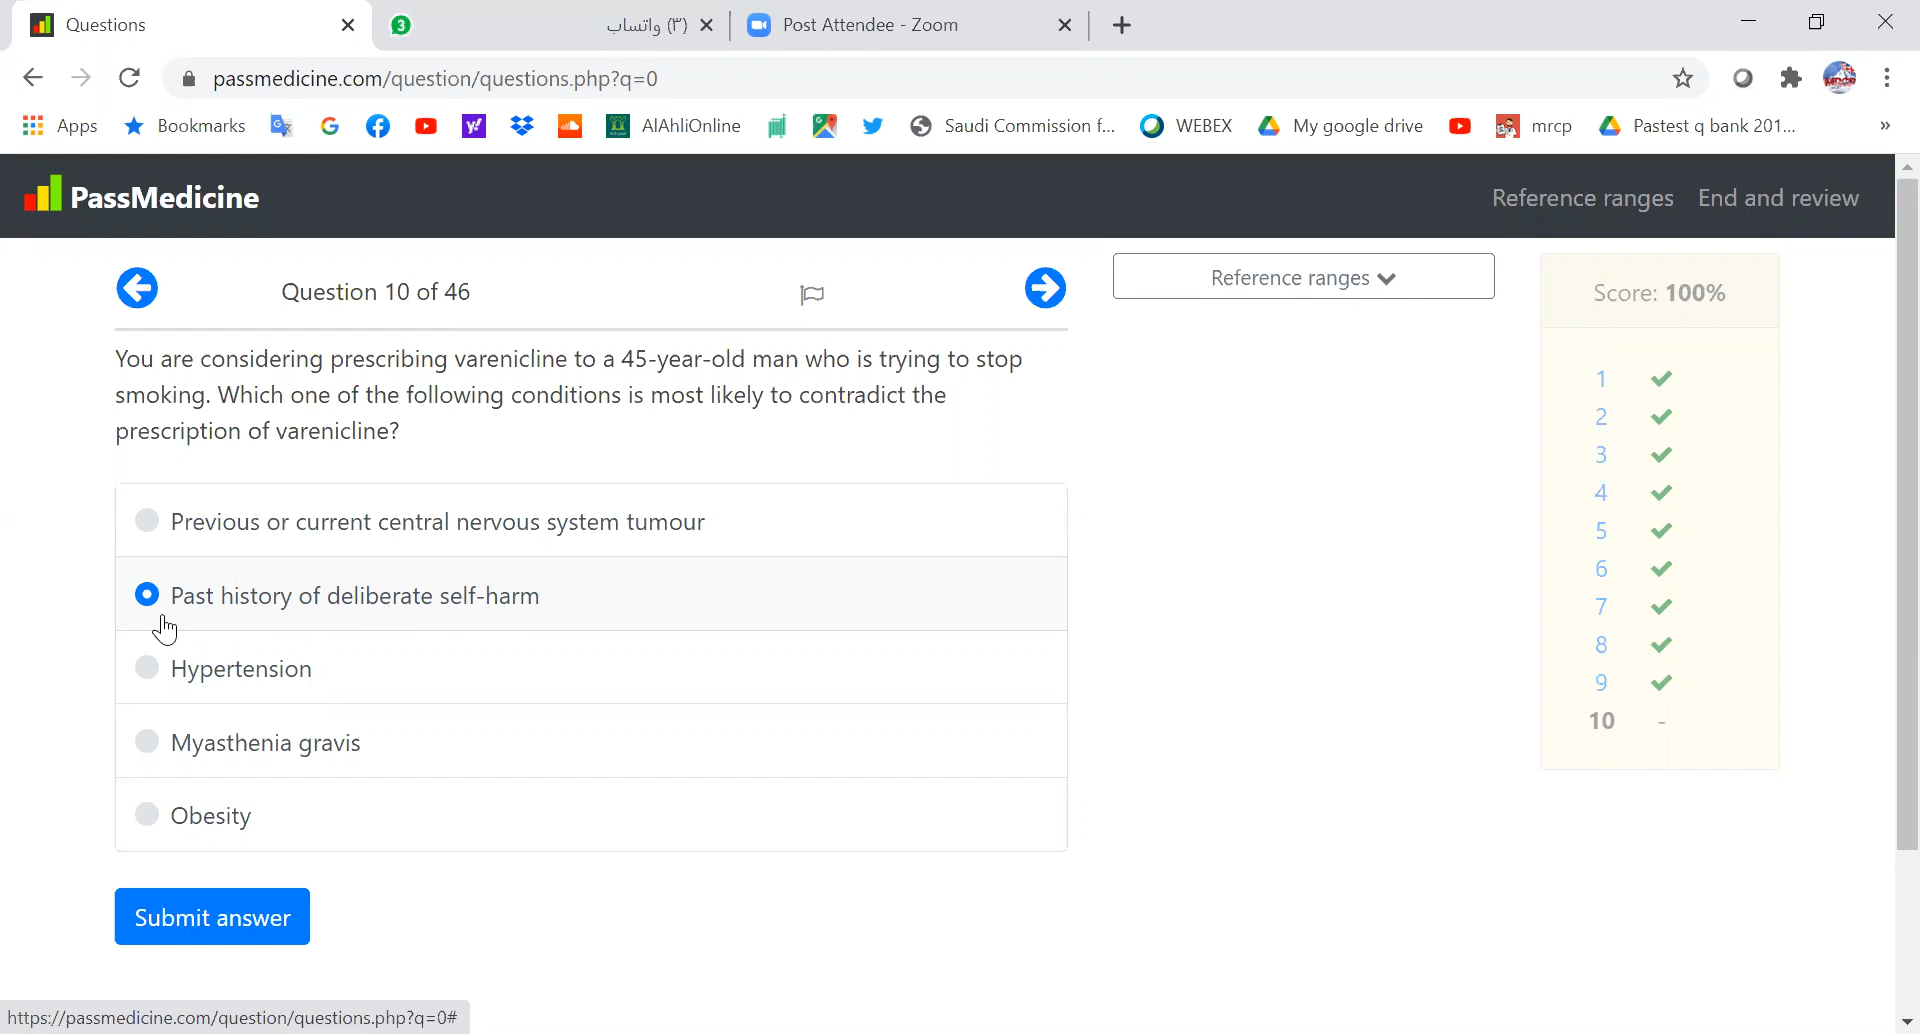 Questions
3
(٣) واتساب
Post Attendee - Zoom
passmedicine.com/question/questions.php?q=0
Apps
Bookmarks
AlAhliOnline
Saudi Commission f...
WEBEX
My google drive
mrcp
Pastest q bank 201...
»
PassMedicine
Reference ranges
End and review
Question 10 of 46
Reference ranges
Score: 100%
You are considering prescribing varenicline to a 45-year-old man who is trying to stop
smoking. Which one of the following conditions is most likely to contradict the
prescription of varenicline?
Previous or current central nervous system tumour
Past history of deliberate self-harm
Hypertension
Myasthenia gravis
Obesity
Submit answer
1
2
3
4
5
6
7
8
9
10 -
https://passmedicine.com/question/questions.php?q=0#